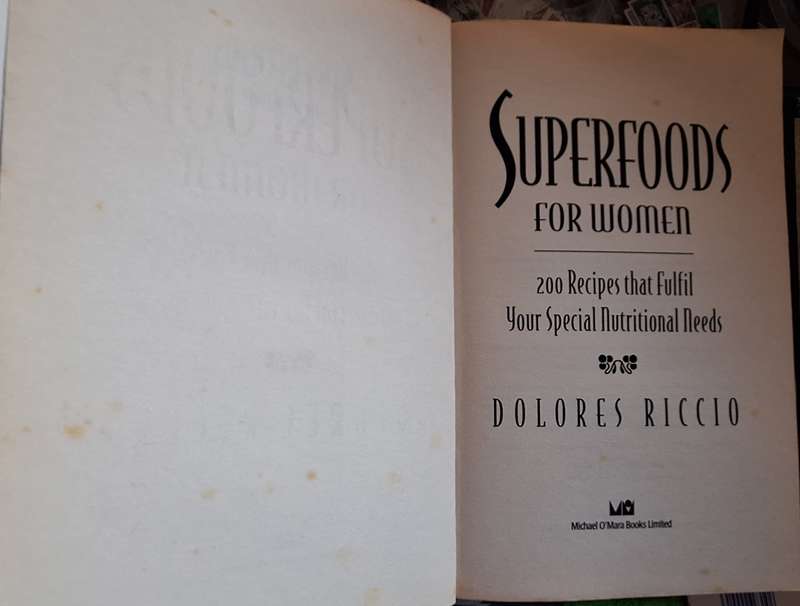 SUPERFOODS
FOR WOMEN
200 Recipes that Fulfil
Your Special Nutritional Needs
DOLORES RICCIO
Michael O'Mara Books Limited